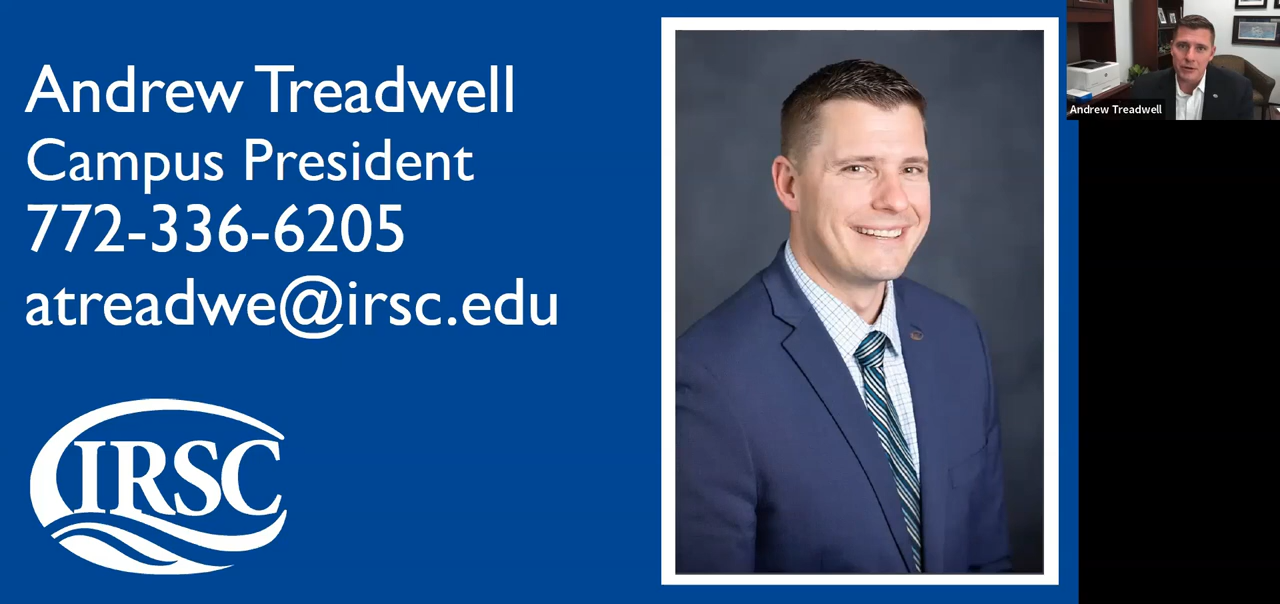 Andrew Treadwell
Campus President
772-336-6205
atreadwe@irsc.edu
IRSC
Andrew Treadwell